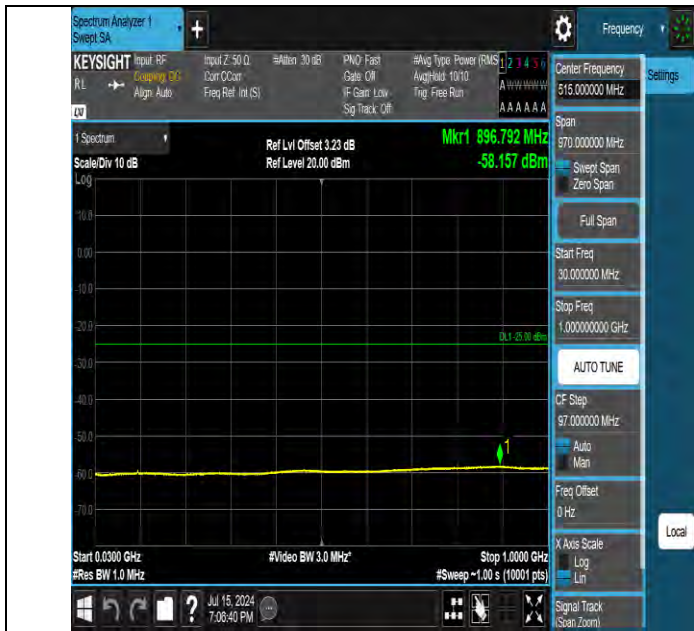 Spectrum Analyzer 1
Swept SA
+
Frequency
KEYSIGHT
RL
Input: RF
Coupling: DC
Align: Auto
Input Z: 50 Ω
Corr CCorr
Freq Ref: Int (S)
#Atten: 30 dB
PNO: Fast
Gate: Off
IF Gain: Low
Sig Track: Off
#Avg Type: Power (RMS
Avg|Hold: 10/10
Trig: Free Run
1 2 3 4 5 6
A W W W W W
A A A A A A
LXI
1 Spectrum
Scale/Div 10 dB
Log
Ref Lvl Offset 3.23 dB
Ref Level 20.00 dBm
Mkr1 896.792 MHz
-58.157 dBm
10.0
0.00
-10.0
-20.0
DL1 -25.00 dBm
-30.0
-40.0
-50.0
1
-60.0
-70.0
Start 0.0300 GHz
#Res BW 1.0 MHz
#Video BW 3.0 MHz*
Stop 1.0000 GHz
#Sweep ~1.00 s (10001 pts)
Jul 15, 2024
7:06:40 PM
?
Center Frequency
515.000000 MHz
Settings
Span
970.000000 MHz
Swept Span
Zero Span
Full Span
Start Freq
30.000000 MHz
Stop Freq
1.000000000 GHz
AUTO TUNE
CF Step
97.000000 MHz
Auto
Man
Freq Offset
0 Hz
X Axis Scale
Log
Lin
Local
Signal Track
(Span Zoom)